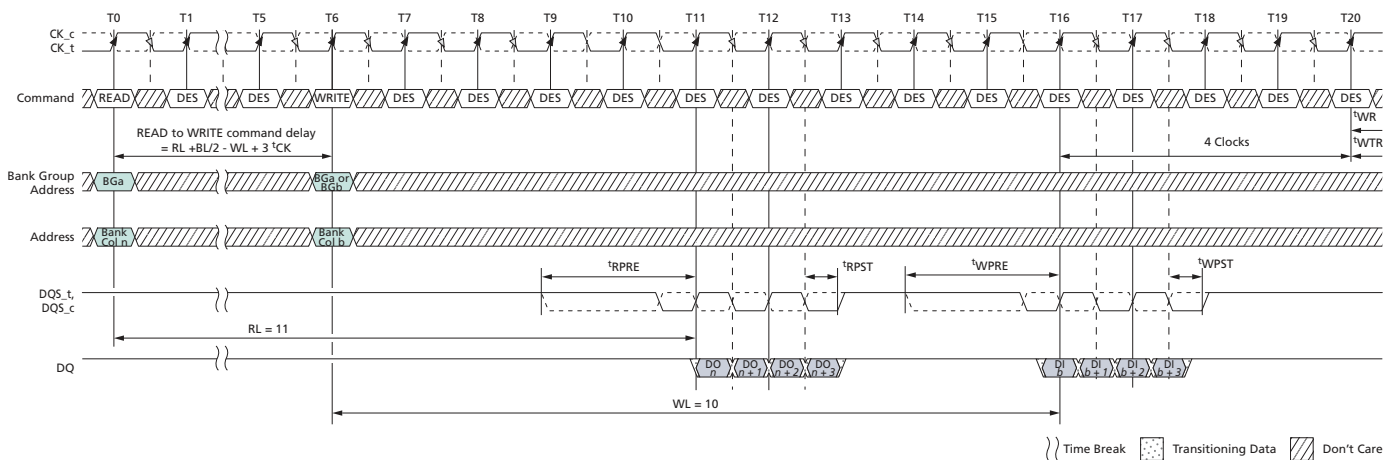 T0 T1 T5 T6 T7 T8 T9 T10 T11 T12 T13 T14 T15 T16 T17 T18 T19 T20
CK_c
CK_t
Command READ DES DES WRITE DES DES DES DES DES DES DES DES DES DES DES DES DES DES
tWR
READ to WRITE command delay
= RL +BL/2 - WL + 3 tCK
4 Clocks tWTR
Bank Group
Address
BGa
BGa or
BGb
Address
Bank
Col n
Bank
Col b
tRPRE tRPST tWPRE tWPST
DQS_t,
DQS_c
RL = 11
DQ
DO
n
DO
n + 1
DO
n + 2
DO
n + 3
DI
b
DI
b + 1
DI
b + 2
DI
b + 3
WL = 10
Time Break Transitioning Data Don't Care